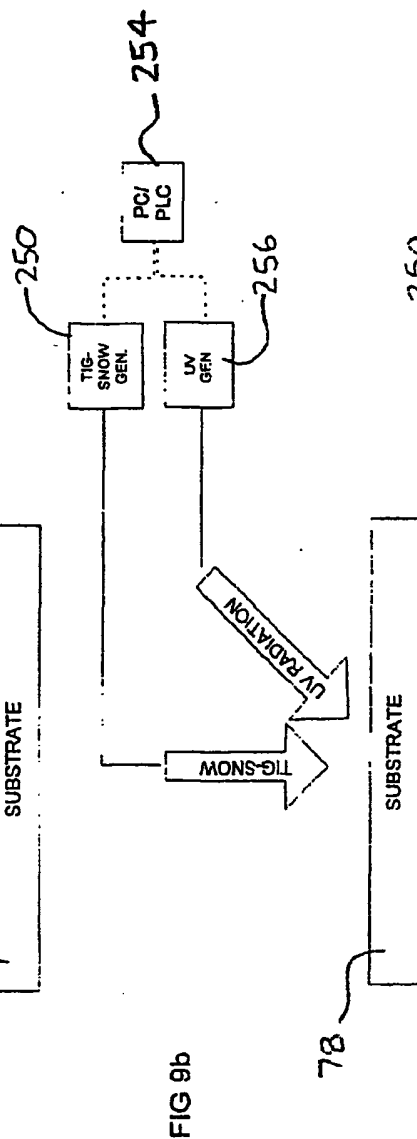 SUBSTRATE
250
TIG-
SNOW
GEN.
PC/
PLC
254
UV
GEN
256
TIG-SNOW
UV RADIATION
FIG 9b
78
SUBSTRATE